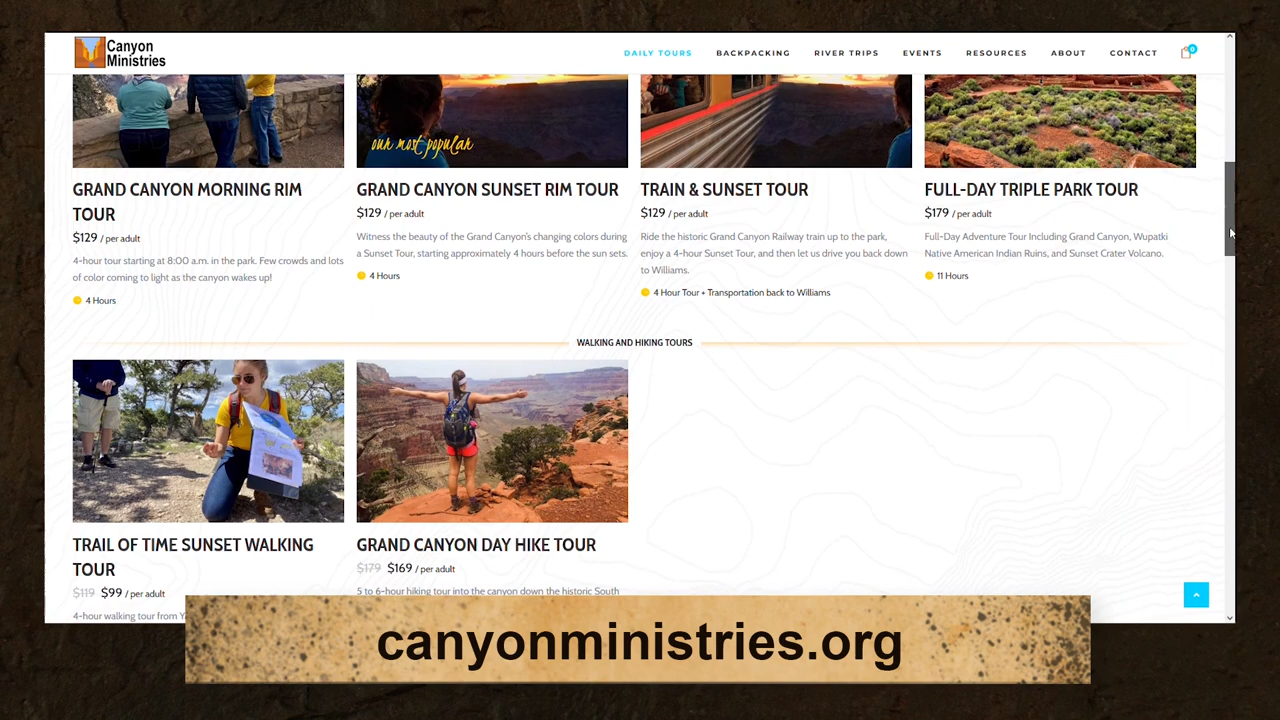 Canyon
Ministries
DAILY TOURS BACKPACKING RIVER TRIPS EVENTS RESOURCES ABOUT CONTACT 0
our most popular
GRAND CANYON MORNING RIM
TOUR
$129 / per adult
4-hour tour starting at 8:00 a.m. in the park. Few crowds and lots
of color coming to light as the canyon wakes up!
4 Hours
GRAND CANYON SUNSET RIM TOUR
$129 / per adult
Witness the beauty of the Grand Canyon's changing colors during
a Sunset Tour, starting approximately 4 hours before the sun sets.
4 Hours
TRAIN & SUNSET TOUR
$129 / per adult
Ride the historic Grand Canyon Railway train up to the park,
enjoy a 4-hour Sunset Tour, and then let us drive you back down
to Williams.
4 Hour Tour + Transportation back to Williams
FULL-DAY TRIPLE PARK TOUR
$179 / per adult
Full-Day Adventure Tour Including Grand Canyon, Wupatki
Native American Indian Ruins, and Sunset Crater Volcano.
11 Hours
WALKING AND HIKING TOURS
TRAIL OF TIME SUNSET WALKING
TOUR
$119 $99 / per adult
4-hour walking tour from
GRAND CANYON DAY HIKE TOUR
$179 $169 / per adult
5 to 6-hour hiking tour into the canyon down the historic South
canyonministries.org